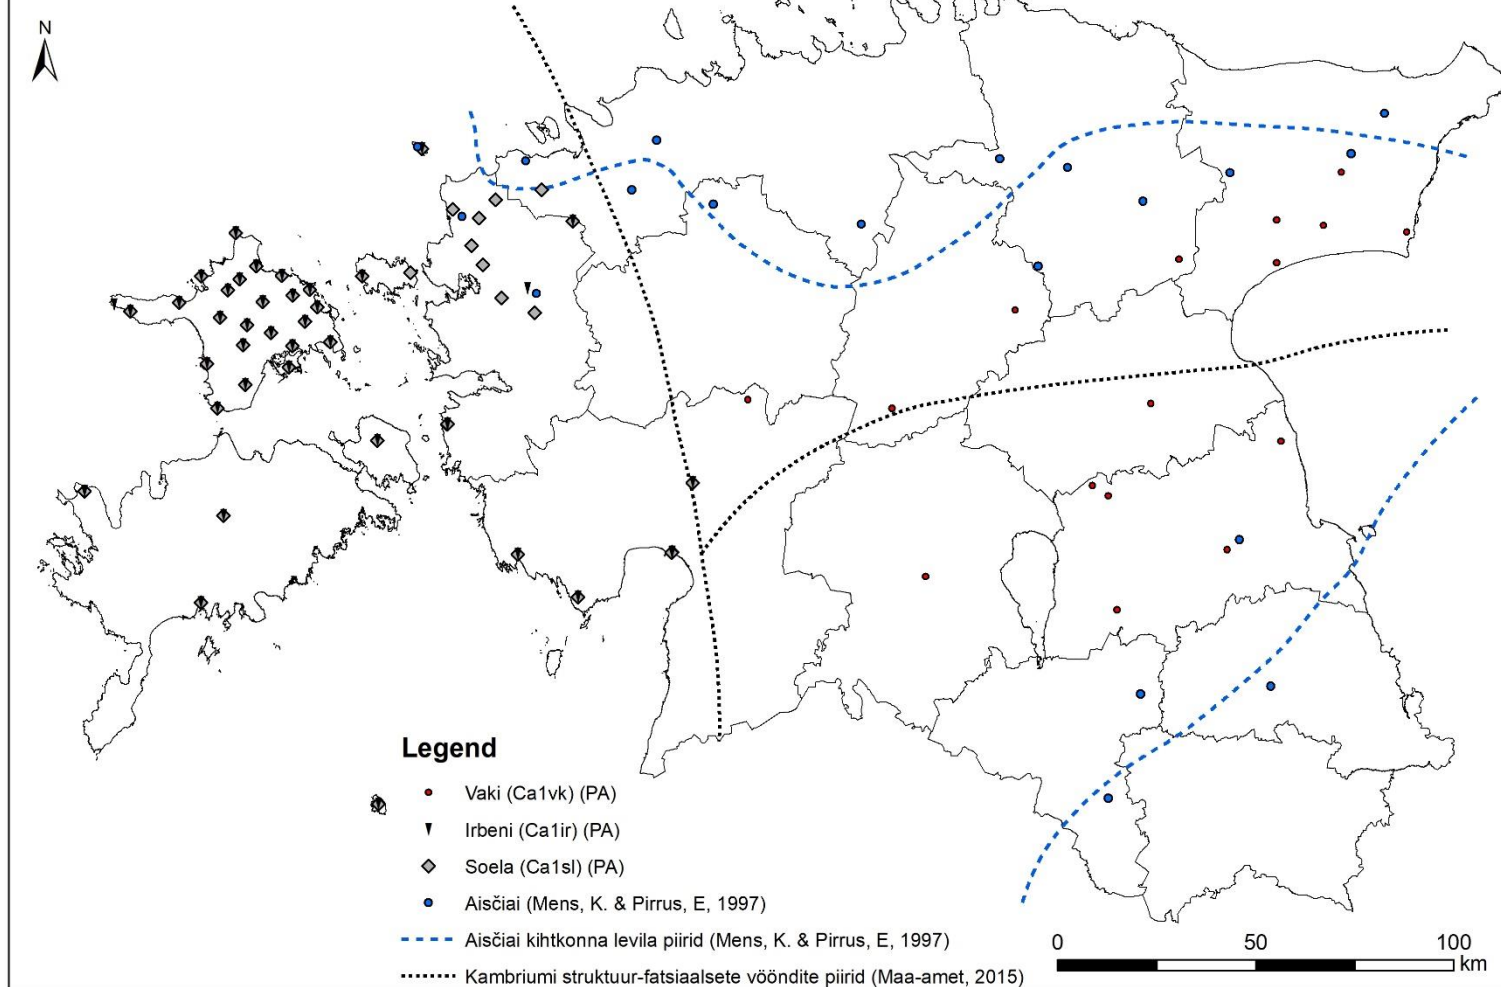 N
Legend
Vaki (Ca1vk) (PA)
Irbeni (Ca1ir) (PA)
Soela (Ca1sl) (PA)
Aisčiai (Mens, K. & Pirrus, E, 1997)
Aisčiai kihtkonna levila piirid (Mens, K. & Pirrus, E, 1997)
Kambriumi struktuur-fatsiaalsete vööndite piirid (Maa-amet, 2015)
0 50 100
km